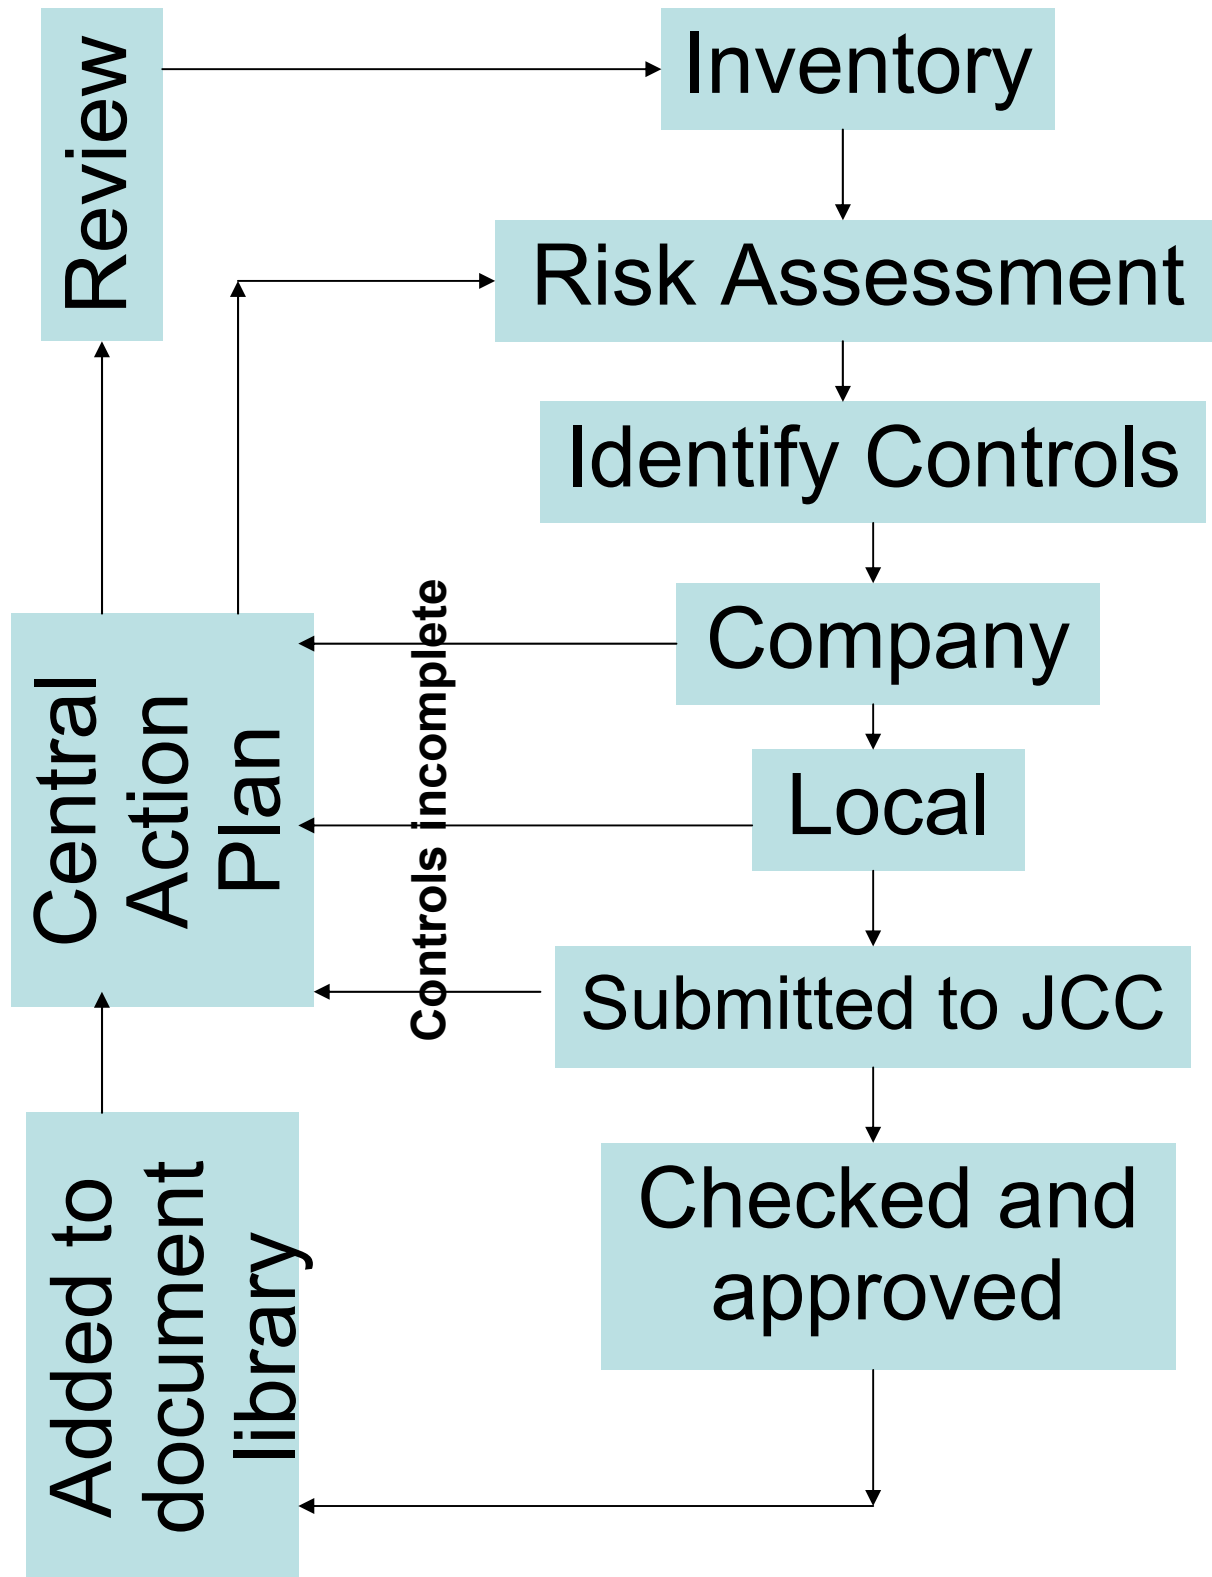 Review
Inventory
Risk Assessment
Identify Controls
Company
Local
Submitted to JCC
Checked and
approved
Controls incomplete
Central
Action
Plan
Added to
document
library